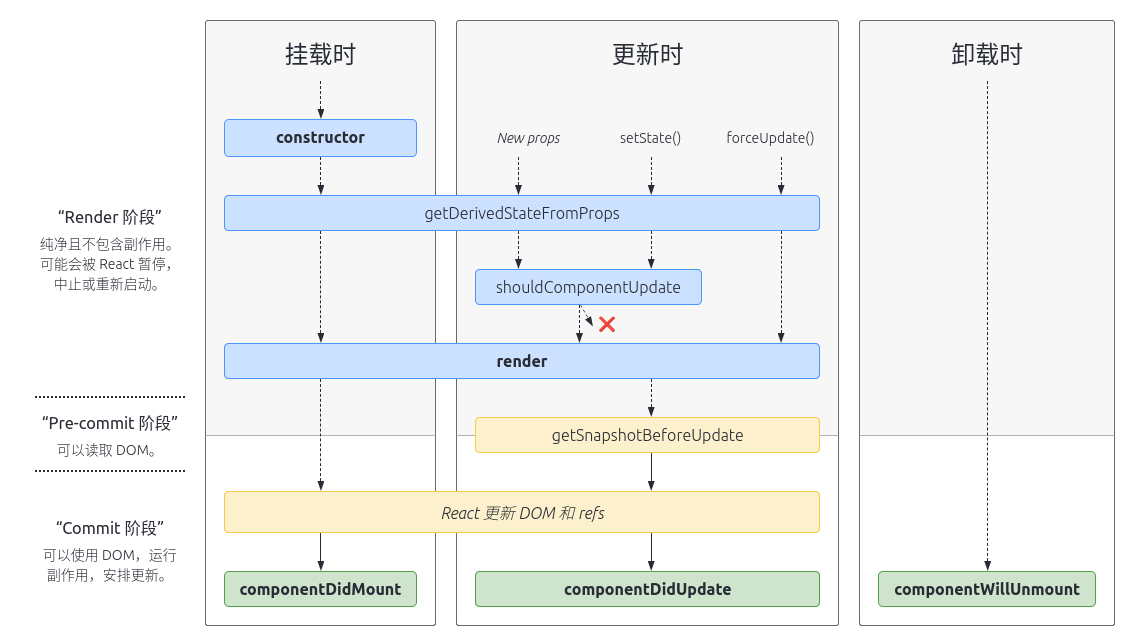 挂载时
更新时
卸载时
constructor
New props
setState()
forceUpdate()
getDerivedStateFromProps
“Render 阶段”
纯净且不包含副作用。
可能会被 React 暂停，
中止或重新启动。
shouldComponentUpdate
render
“Pre-commit 阶段”
可以读取 DOM。
getSnapshotBeforeUpdate
React 更新 DOM 和 refs
“Commit 阶段”
可以使用 DOM，运行
副作用，安排更新。
componentDidMount
componentDidUpdate
componentWillUnmount